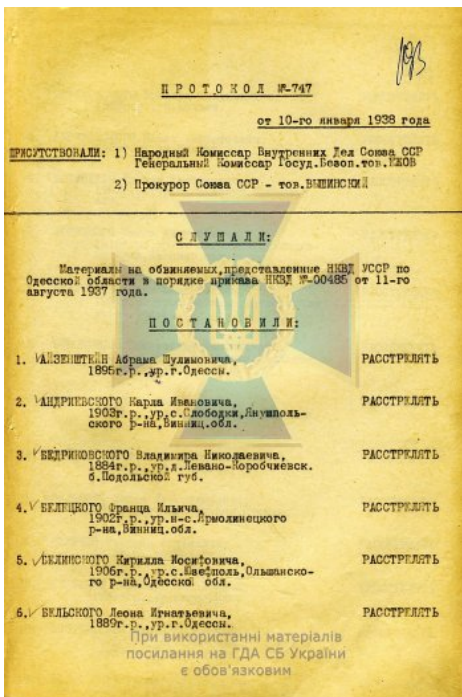 193
ПРОТОКОЛ №-747
от 10-го января 1938 года
ПРИСУТСТВОВАЛИ: 1) Народный Комиссар Внутренних Дел Союза ССР
Генеральный Комиссар Госуд.Безоп.тов.ЕЖОВ
2) Прокурор Союза ССР - тов.ВЫШИНСКИЙ
СЛУШАЛИ:
Материалы на обвиняемых,представленные НКВД УССР по
Одесской области в порядке приказа НКВД №-00485 от 11-го
августа 1937 года.
ПОСТАНОВИЛИ:
1. АЙЗЕНШТЕЙН Абрама Шулимовича, РАССТРЕЛЯТЬ
1895г.р.,ур.г.Одессы.
2. АНДРИЕВСКОГО Карла Ивановича, РАССТРЕЛЯТЬ
1903г.р.,ур.с.Слободки,Янушполь-
ского р-на,Винниц.обл.
3. БЕДРИКОВСКОГО Владимира Николаевича, РАССТРЕЛЯТЬ
1884г.р.,ур.д.Левано-Коробчиевск.
б.Подольской губ.
4. БЕЛЕЦКОГО Франца Ильича, РАССТРЕЛЯТЬ
1902г.р.,ур.н-с.Ярмолинецкого
р-на,Винниц.обл.
5. БЕЛИНСКОГО Кирилла Иосифовича, РАССТРЕЛЯТЬ
1906г.р.,ур.с.Юзефполь,Ольшанско-
го р-на,Одесской обл.
6. БЕЛЬСКОГО Леона Игнатьевича, РАССТРЕЛЯТЬ
1889г.р.,ур.г.Одессы.
При використанні матеріалів
посилання на ГДА СБ України
є обов'язковим